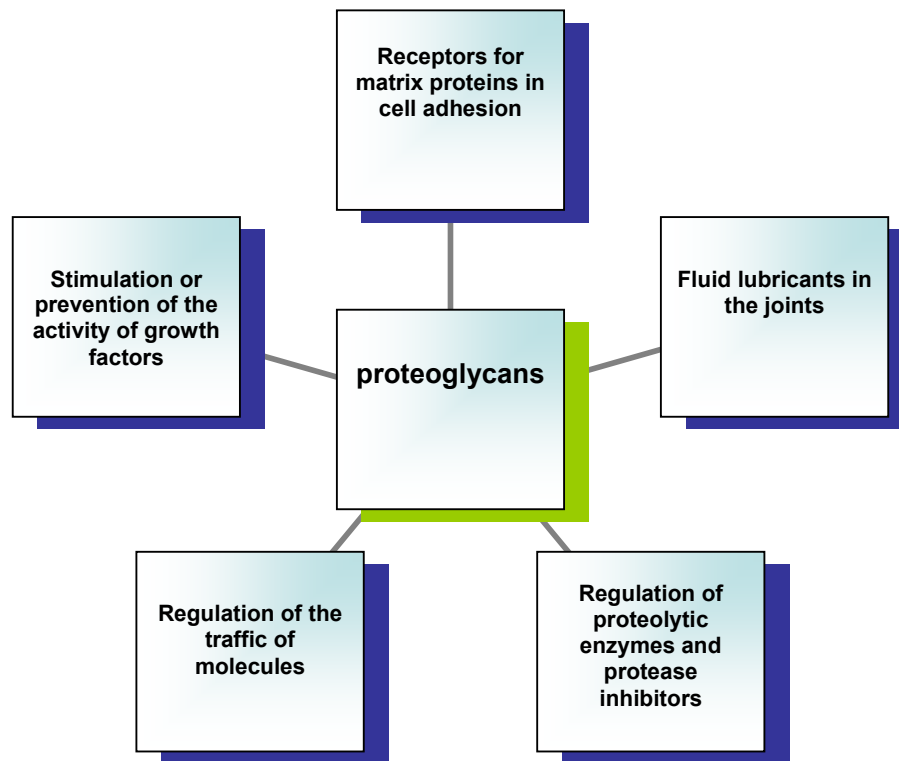 Receptors for
matrix proteins in
cell adhesion
Stimulation or
prevention of the
activity of growth
factors
Fluid lubricants in
the joints
proteoglycans
Regulation of the
traffic of
molecules
Regulation of
proteolytic
enzymes and
protease
inhibitors